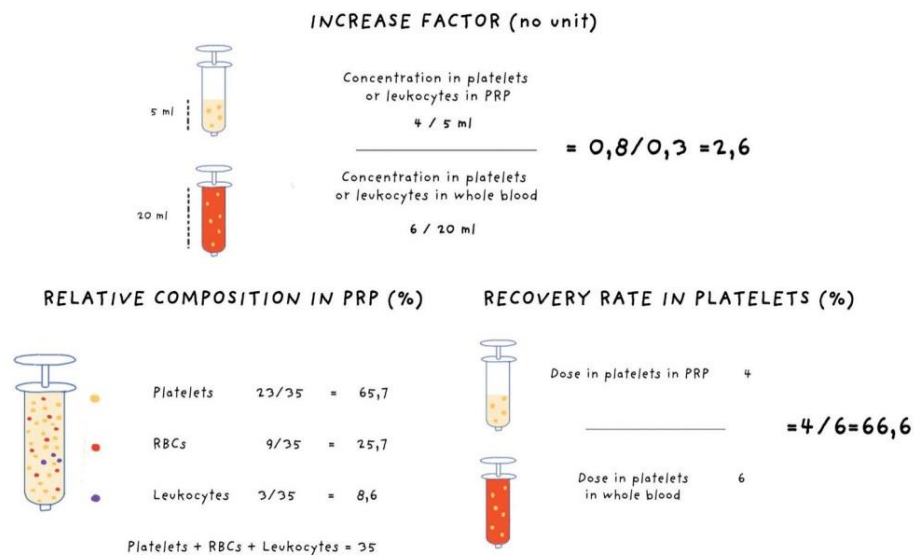 INCREASE FACTOR (no unit)
5 ml
Concentration in platelets
or leukocytes in PRP
4 / 5 ml
= 0,8/0,3 =2,6
20 ml
Concentration in platelets
or leukocytes in whole blood
6 / 20 ml
RELATIVE COMPOSITION IN PRP (%)
Platelets 23/35 = 65,7
RBCs 9/35 = 25,7
Leukocytes 3/35 = 8,6
Platelets + RBCs + Leukocytes = 35
RECOVERY RATE IN PLATELETS (%)
Dose in platelets in PRP 4
=4/6=66,6
Dose in platelets 6
in whole blood